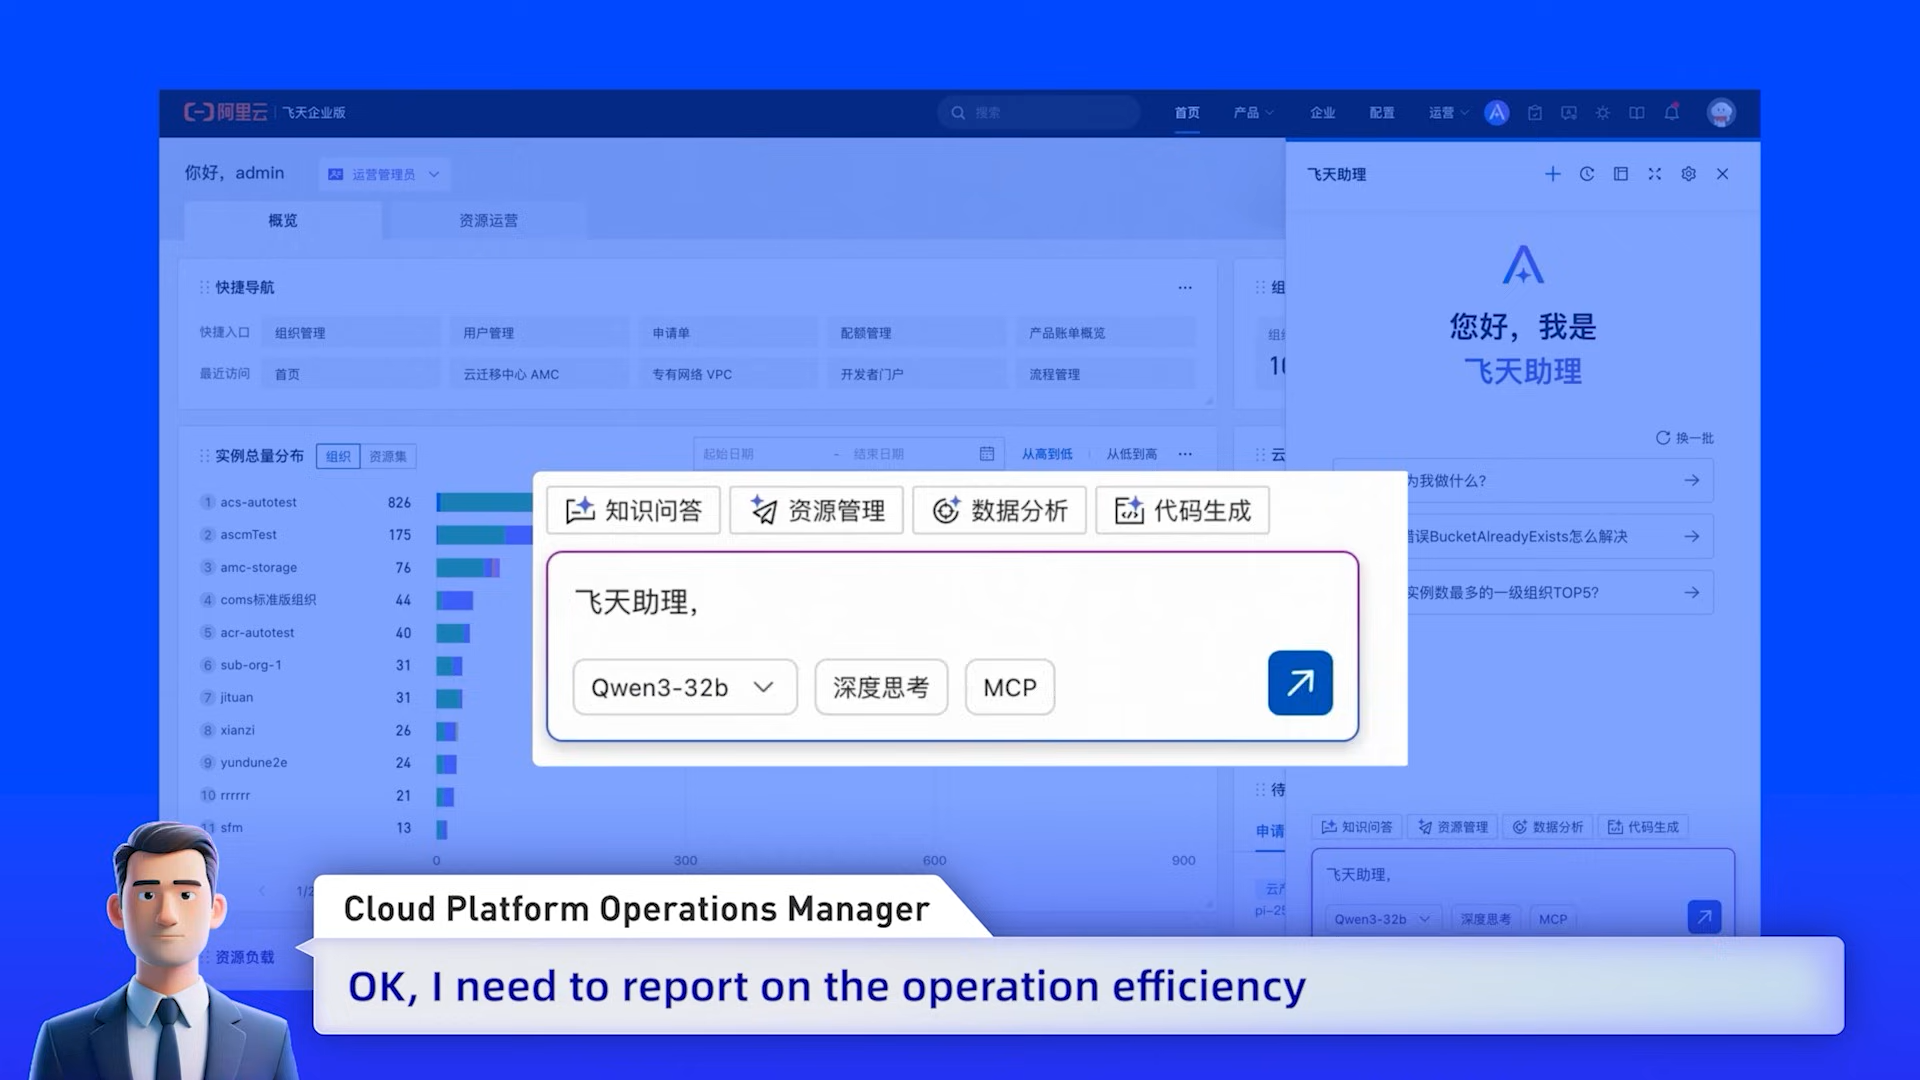 阿里云 飞天企业版
搜索
首页 产品 企业 配置 运营
你好，admin 运营管理员
概览 资源运营
快捷导航
快捷入口 组织管理 用户管理 申请单 配额管理 产品账单概览
最近访问 首页 云迁移中心 AMC 专有网络 VPC 开发者门户 流程管理
实例总量分布 组织 资源集 起始日期 - 结束日期 从高到低 从低到高
1 acs-autotest 826
2 ascmTest 175
3 amc-storage 76
4 coms标准版组织 44
5 acr-autotest 40
6 sub-org-1 31
7 jituan 31
8 xianzi 26
9 yundune2e 24
10 rrrrrr 21
11 sfm 13
0 300 600 900
1/2
资源负载
组
组
10
云
待
申请
云产
pi-25
飞天助理
您好，我是
飞天助理
换一批
为我做什么?
错误BucketAlreadyExists怎么解决
实例数最多的一级组织TOP5?
知识问答 资源管理 数据分析 代码生成
飞天助理，
Qwen3-32b 深度思考 MCP
知识问答 资源管理 数据分析 代码生成
飞天助理，
Qwen3-32b 深度思考 MCP
Cloud Platform Operations Manager
OK, I need to report on the operation efficiency